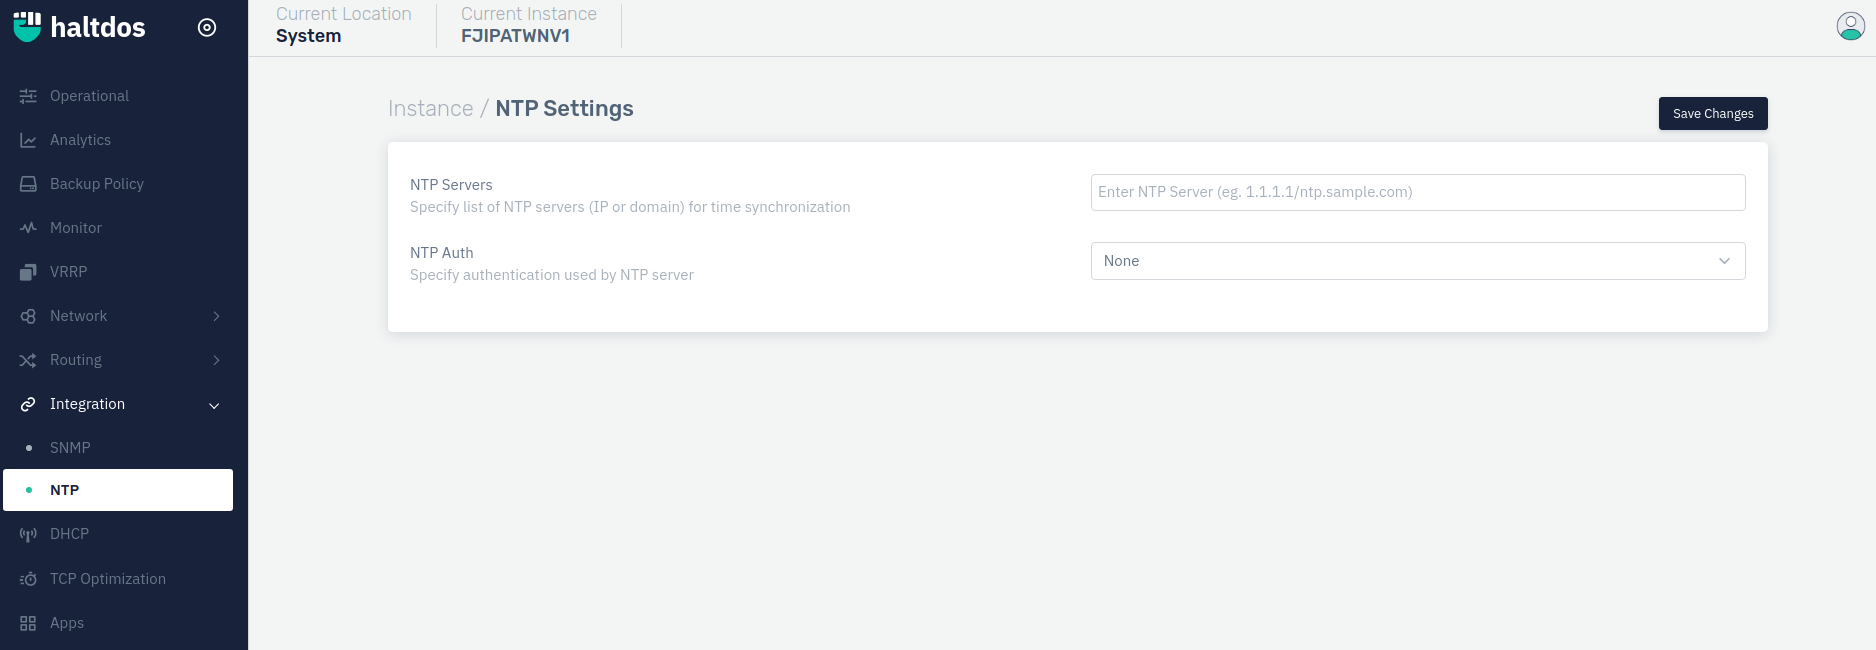 haltdos
Current Location
System
Current Instance
FJIPATWNV1
Operational
Analytics
Backup Policy
Monitor
VRRP
Network
Routing
Integration
SNMP
NTP
DHCP
TCP Optimization
Apps
Instance / NTP Settings
Save Changes
NTP Servers
Specify list of NTP servers (IP or domain) for time synchronization
Enter NTP Server (eg. 1.1.1.1/ntp.sample.com)
NTP Auth
Specify authentication used by NTP server
None